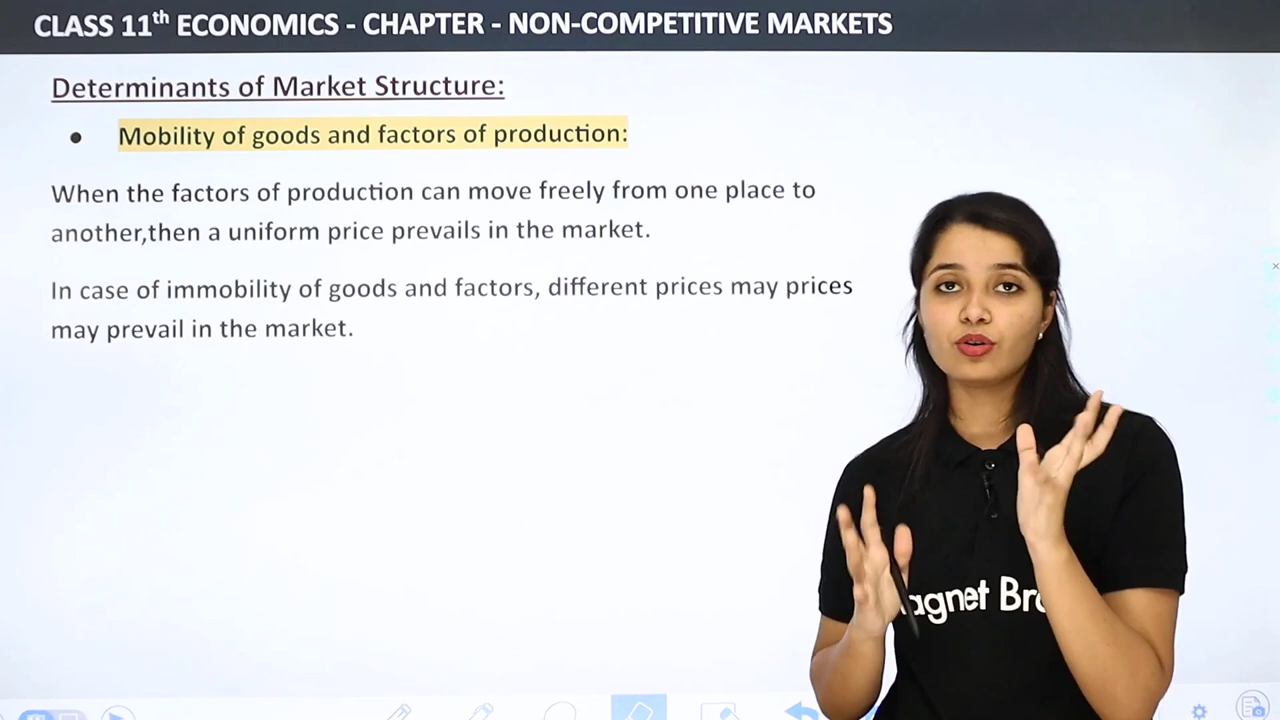 CLASS 11th ECONOMICS - CHAPTER - NON-COMPETITIVE MARKETS
Determinants of Market Structure:
● Mobility of goods and factors of production:
When the factors of production can move freely from one place to
another,then a uniform price prevails in the market.
In case of immobility of goods and factors, different prices may prices
may prevail in the market.
agnet Br